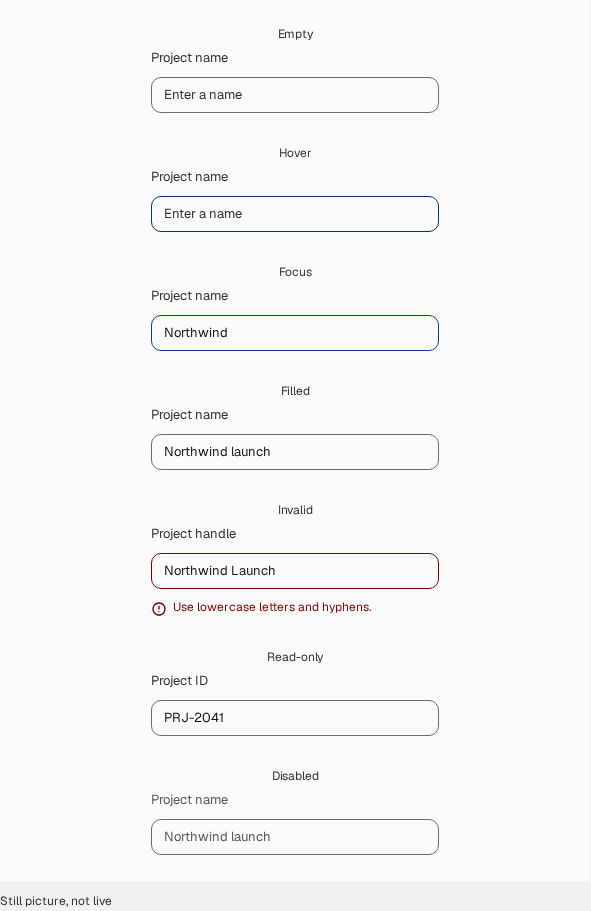 Empty
Project name
Enter a name
Hover
Project name
Enter a name
Focus
Project name
Northwind
Filled
Project name
Northwind launch
Invalid
Project handle
Northwind Launch
Use lowercase letters and hyphens.
Read-only
Project ID
PRJ-2041
Disabled
Project name
Northwind launch
Still picture, not live